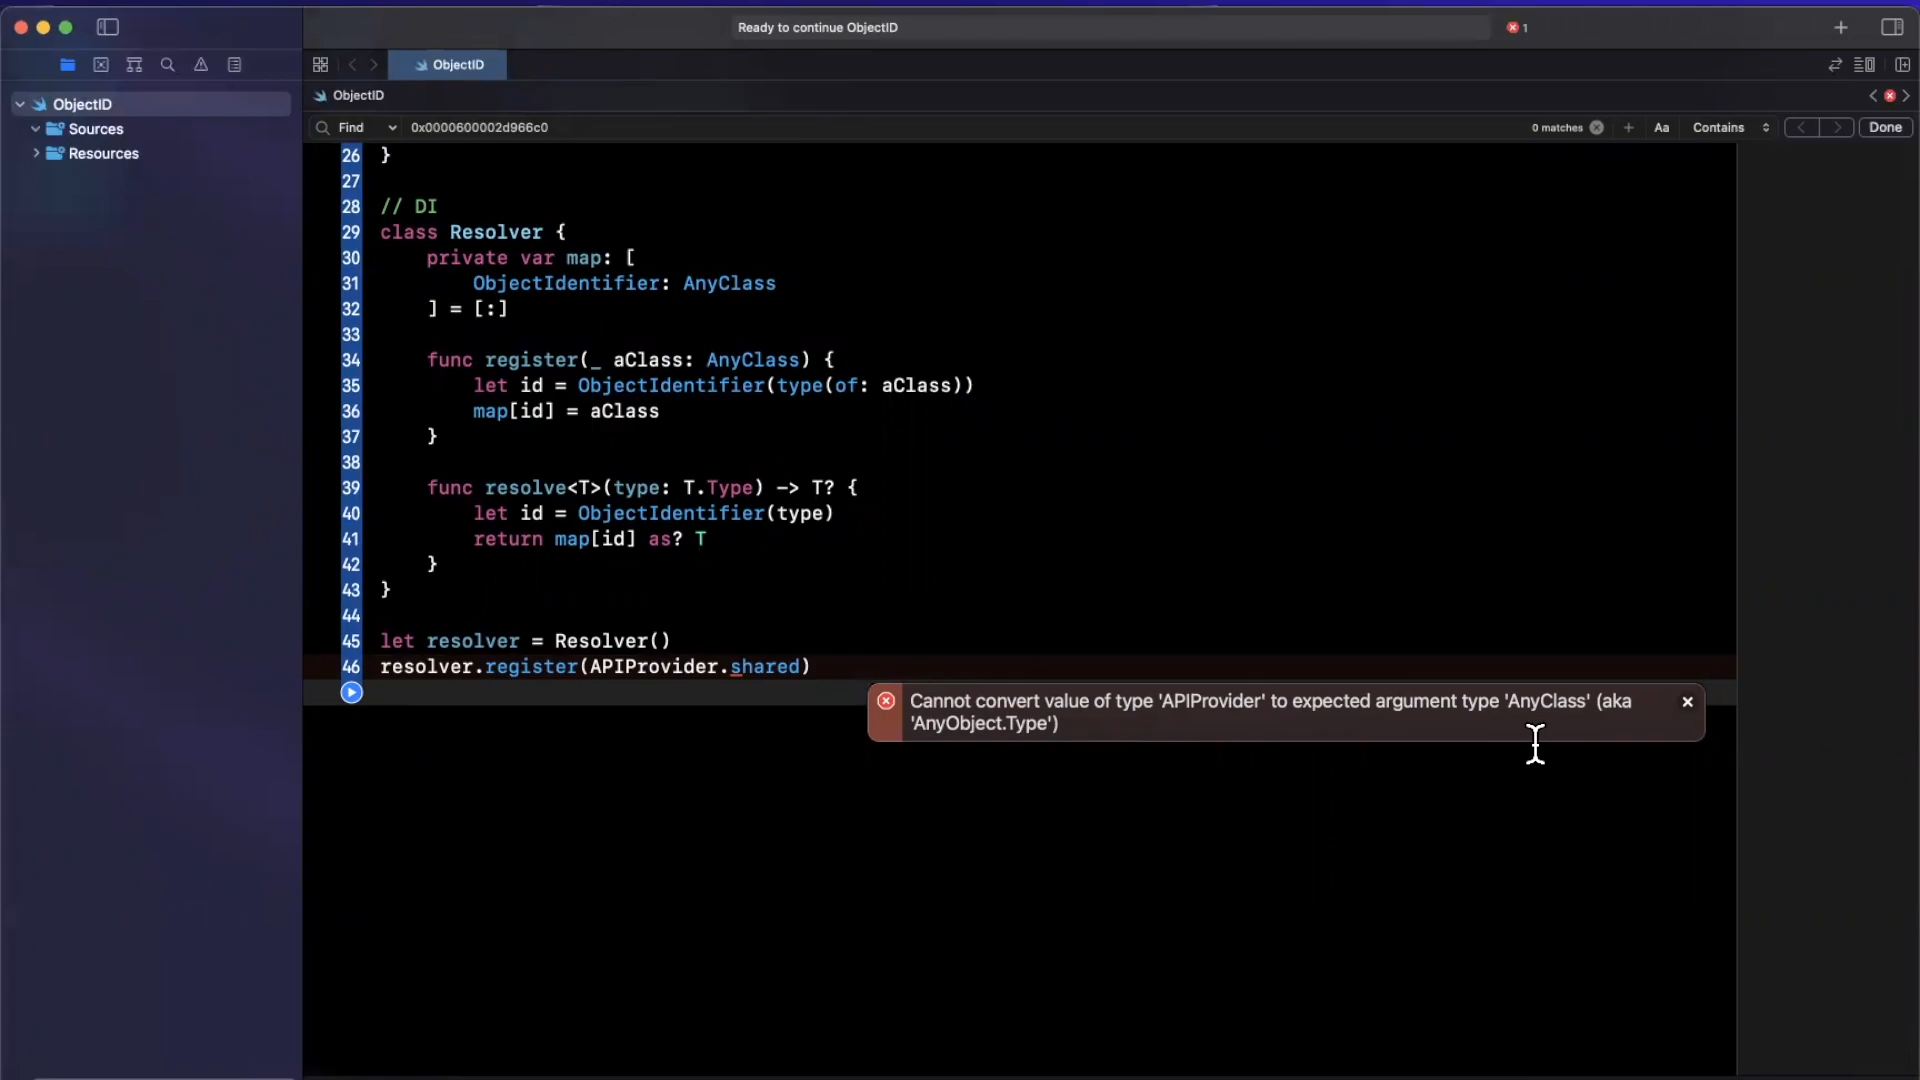 Ready to continue ObjectID
1
ObjectID
ObjectID
Sources
Resources
ObjectID
Find
0x0000600002d966c0
0 matches
Aa
Contains
Done
26 }
27
28 // DI
29 class Resolver {
30     private var map: [
31         ObjectIdentifier: AnyClass
32     ] = [:]
33
34     func register(_ aClass: AnyClass) {
35         let id = ObjectIdentifier(type(of: aClass))
36         map[id] = aClass
37     }
38
39     func resolve<T>(type: T.Type) -> T? {
40         let id = ObjectIdentifier(type)
41         return map[id] as? T
42     }
43 }
44
45 let resolver = Resolver()
46 resolver.register(APIProvider.shared)
Cannot convert value of type 'APIProvider' to expected argument type 'AnyClass' (aka
'AnyObject.Type')